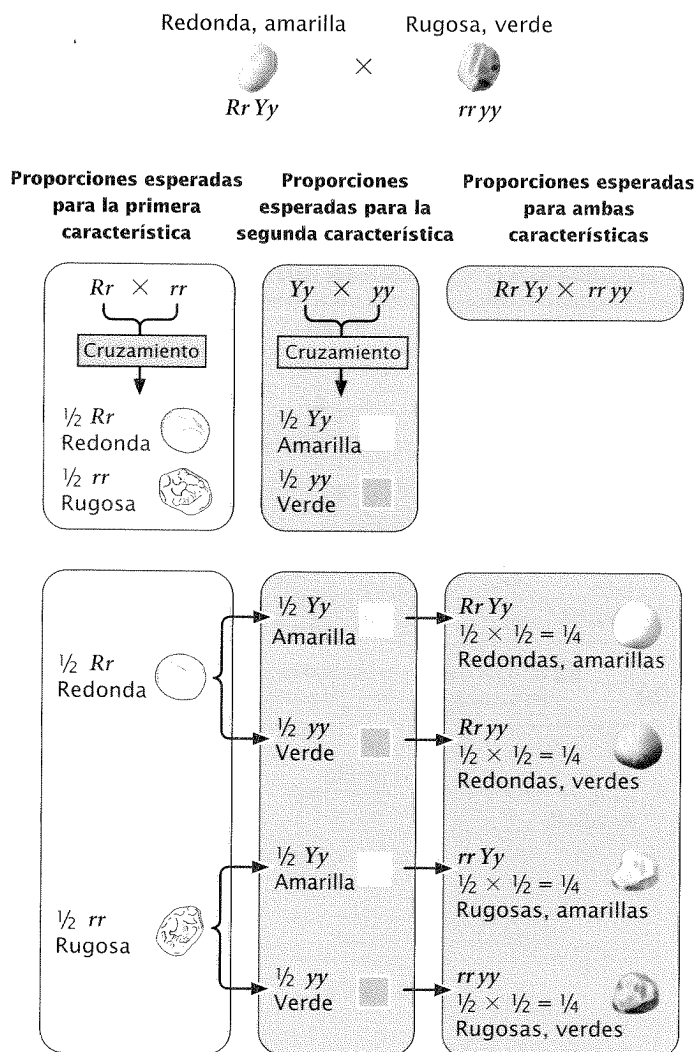 Redonda, amarilla
Rugosa, verde
×
Rr Yy
rr yy
Proporciones esperadas
para la primera
característica
Proporciones
esperadas para la
segunda característica
Proporciones esperadas
para ambas
características
Rr × rr
Cruzamiento
½ Rr
Redonda
½ rr
Rugosa
Yy × yy
Cruzamiento
½ Yy
Amarilla
½ yy
Verde
Rr Yy × rr yy
½ Rr
Redonda
½ Yy
Amarilla
Rr Yy
½ × ½ = ¼
Redondas, amarillas
½ yy
Verde
Rr yy
½ × ½ = ¼
Redondas, verdes
½ rr
Rugosa
½ Yy
Amarilla
rr Yy
½ × ½ = ¼
Rugosas, amarillas
½ yy
Verde
rr yy
½ × ½ = ¼
Rugosas, verdes